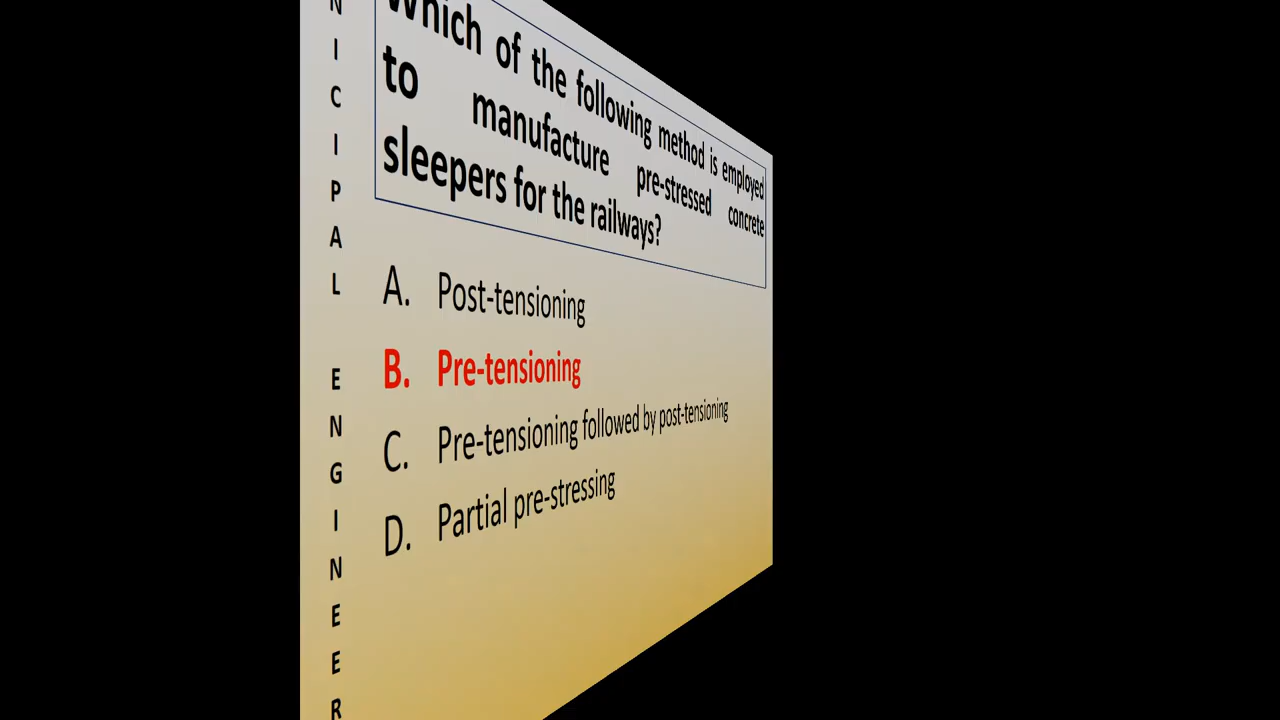 Which of the following method is employed
to manufacture pre-stressed concrete
sleepers for the railways?
A. Post-tensioning
B. Pre-tensioning
C. Pre-tensioning followed by post-tensioning
D. Partial pre-stressing
N
I
C
I
P
A
L
E
N
G
I
N
E
E
R